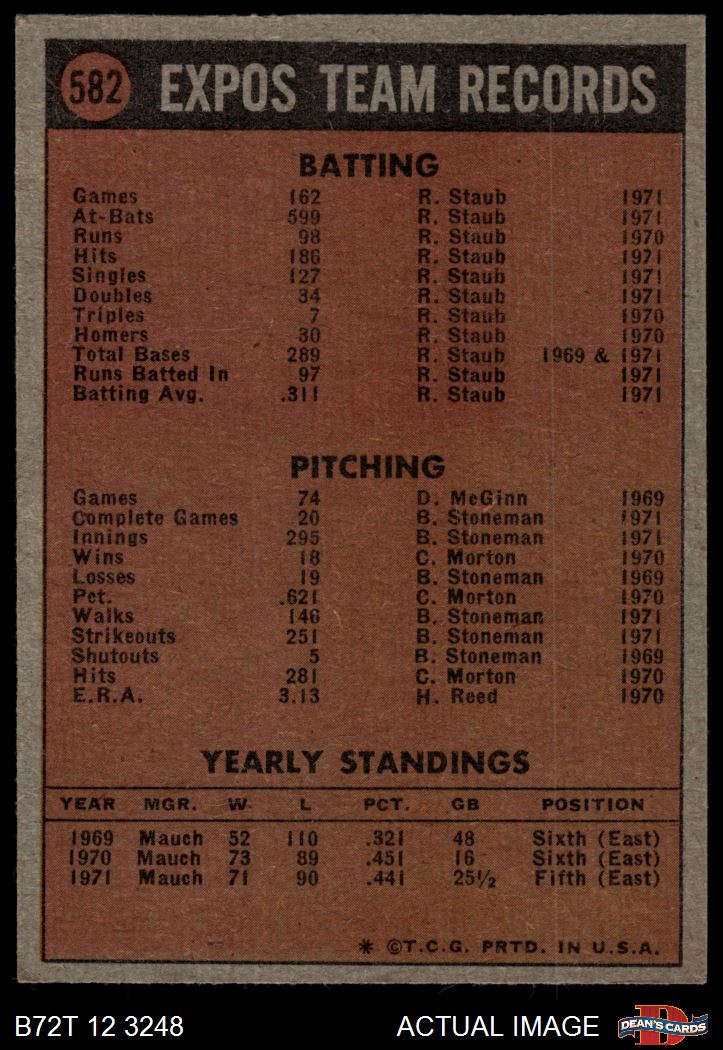 582 EXPOS TEAM RECORDS
BATTING
Games 162 R. Staub 1971
At-Bats 599 R. Staub 1971
Runs 98 R. Staub 1970
Hits 186 R. Staub 1971
Singles 127 R. Staub 1971
Doubles 34 R. Staub 1971
Triples 7 R. Staub 1970
Homers 30 R. Staub 1970
Total Bases 289 R. Staub 1969 & 1971
Runs Batted In 97 R. Staub 1971
Batting Avg. .311 R. Staub 1971
PITCHING
Games 74 D. McGinn 1969
Complete Games 20 B. Stoneman 1971
Innings 295 B. Stoneman 1971
Wins 18 C. Morton 1970
Losses 19 B. Stoneman 1969
Pct. .621 C. Morton 1970
Walks 146 B. Stoneman 1971
Strikeouts 251 B. Stoneman 1971
Shutouts 5 B. Stoneman 1969
Hits 281 C. Morton 1970
E.R.A. 3.13 H. Reed 1970
YEARLY STANDINGS
YEAR MGR. W L PCT. GB POSITION
1969 Mauch 52 110 .321 48 Sixth (East)
1970 Mauch 73 89 .451 16 Sixth (East)
1971 Mauch 71 90 .441 25½ Fifth (East)
* ©T.C.G. PRTD. IN U.S.A.
B72T 12 3248 ACTUAL IMAGE D DEAN'S CARDS